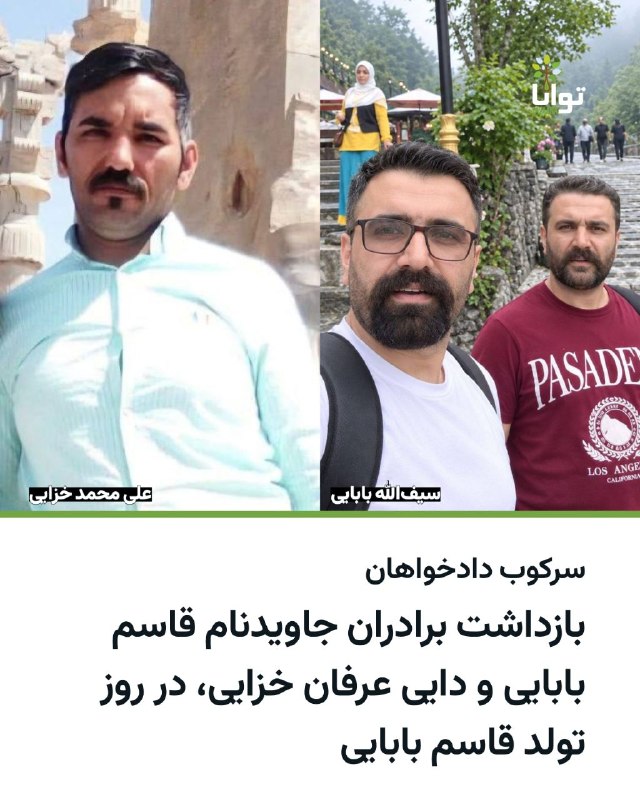 توانا
PASADE
LOS ANGE
CALIFORNIA
علی محمد خزایی
سیف‌الله بابایی
سرکوب دادخواهان
بازداشت برادران جاویدنام قاسم
بابایی و دایی عرفان خزایی، در روز
تولد قاسم بابایی